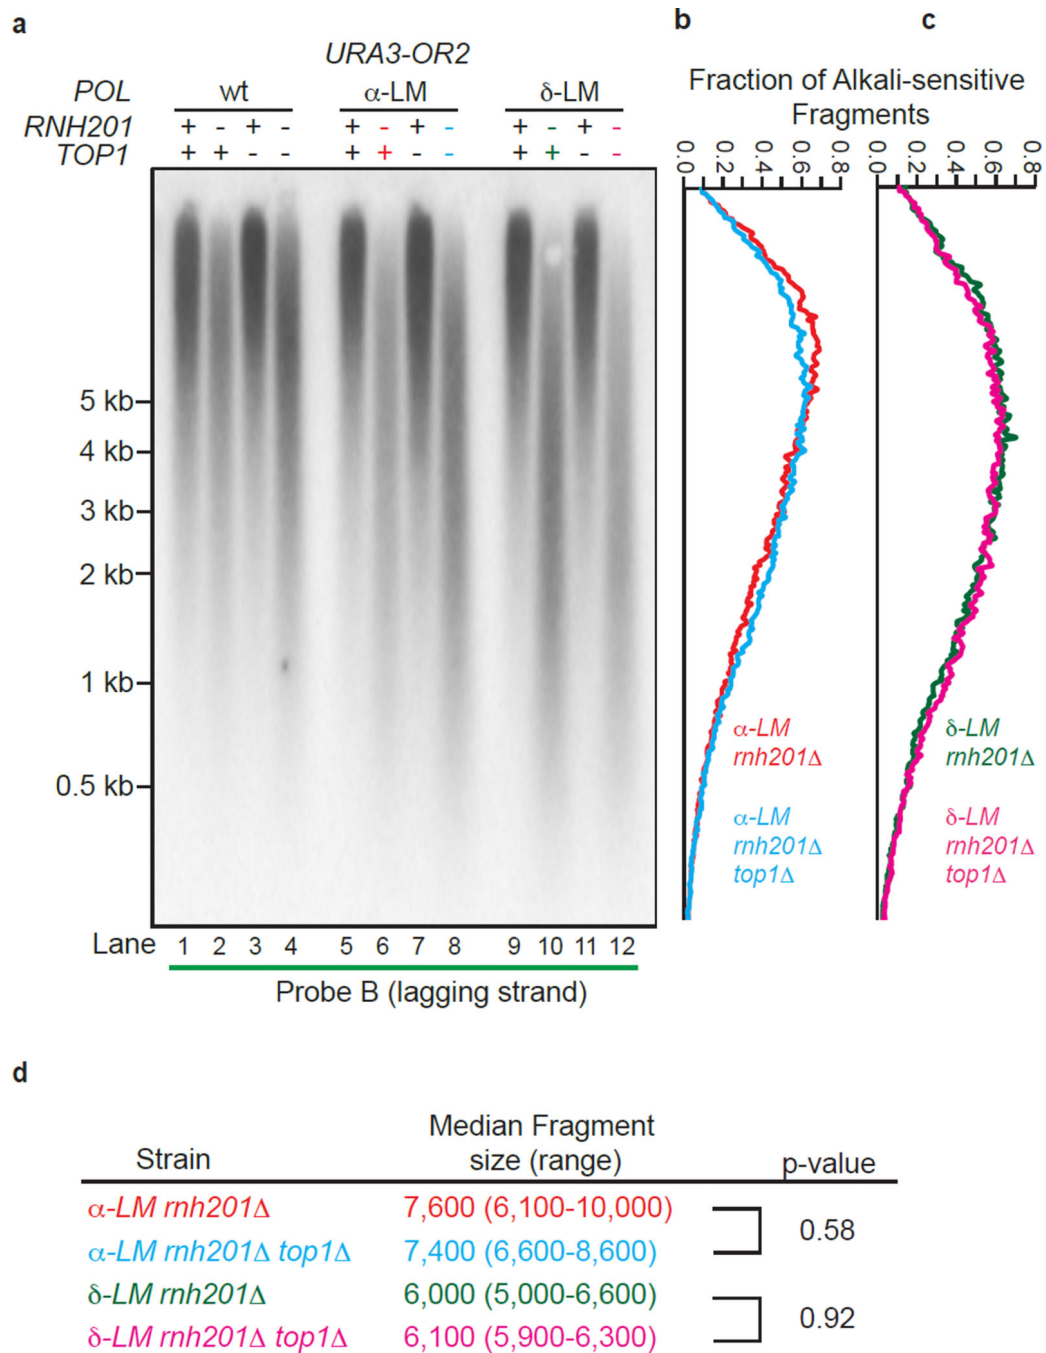 a
URA3-OR2
POL wt α-LM δ-LM
RNH201 + - + - + - + - + - + -
TOP1 + + - - + + - - + + - -
5 kb
4 kb
3 kb
2 kb
1 kb
0.5 kb
Lane 1 2 3 4 5 6 7 8 9 10 11 12
Probe B (lagging strand)
b c
Fraction of Alkali-sensitive
Fragments
0.0 0.2 0.4 0.6 0.8 0.0 0.2 0.4 0.6 0.8
α-LM
rnh201Δ
α-LM
rnh201Δ
top1Δ
δ-LM
rnh201Δ
δ-LM
rnh201Δ
top1Δ
d
Strain Median Fragment size (range) p-value
α-LM rnh201Δ 7,600 (6,100-10,000)
α-LM rnh201Δ top1Δ 7,400 (6,600-8,600)
0.58
δ-LM rnh201Δ 6,000 (5,000-6,600)
δ-LM rnh201Δ top1Δ 6,100 (5,900-6,300)
0.92